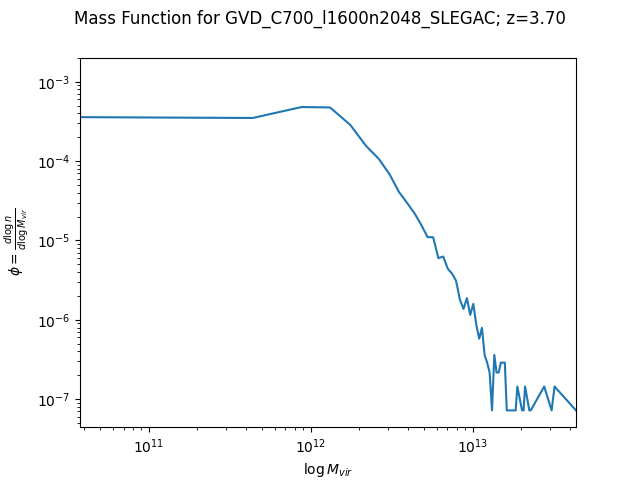 Mass Function for GVD_C700_l1600n2048_SLEGAC; z=3.70
10⁻³
10⁻⁴
10⁻⁵
10⁻⁶
10⁻⁷
ϕ = d log n / d log M_vir
10¹¹ 10¹² 10¹³
log M_vir